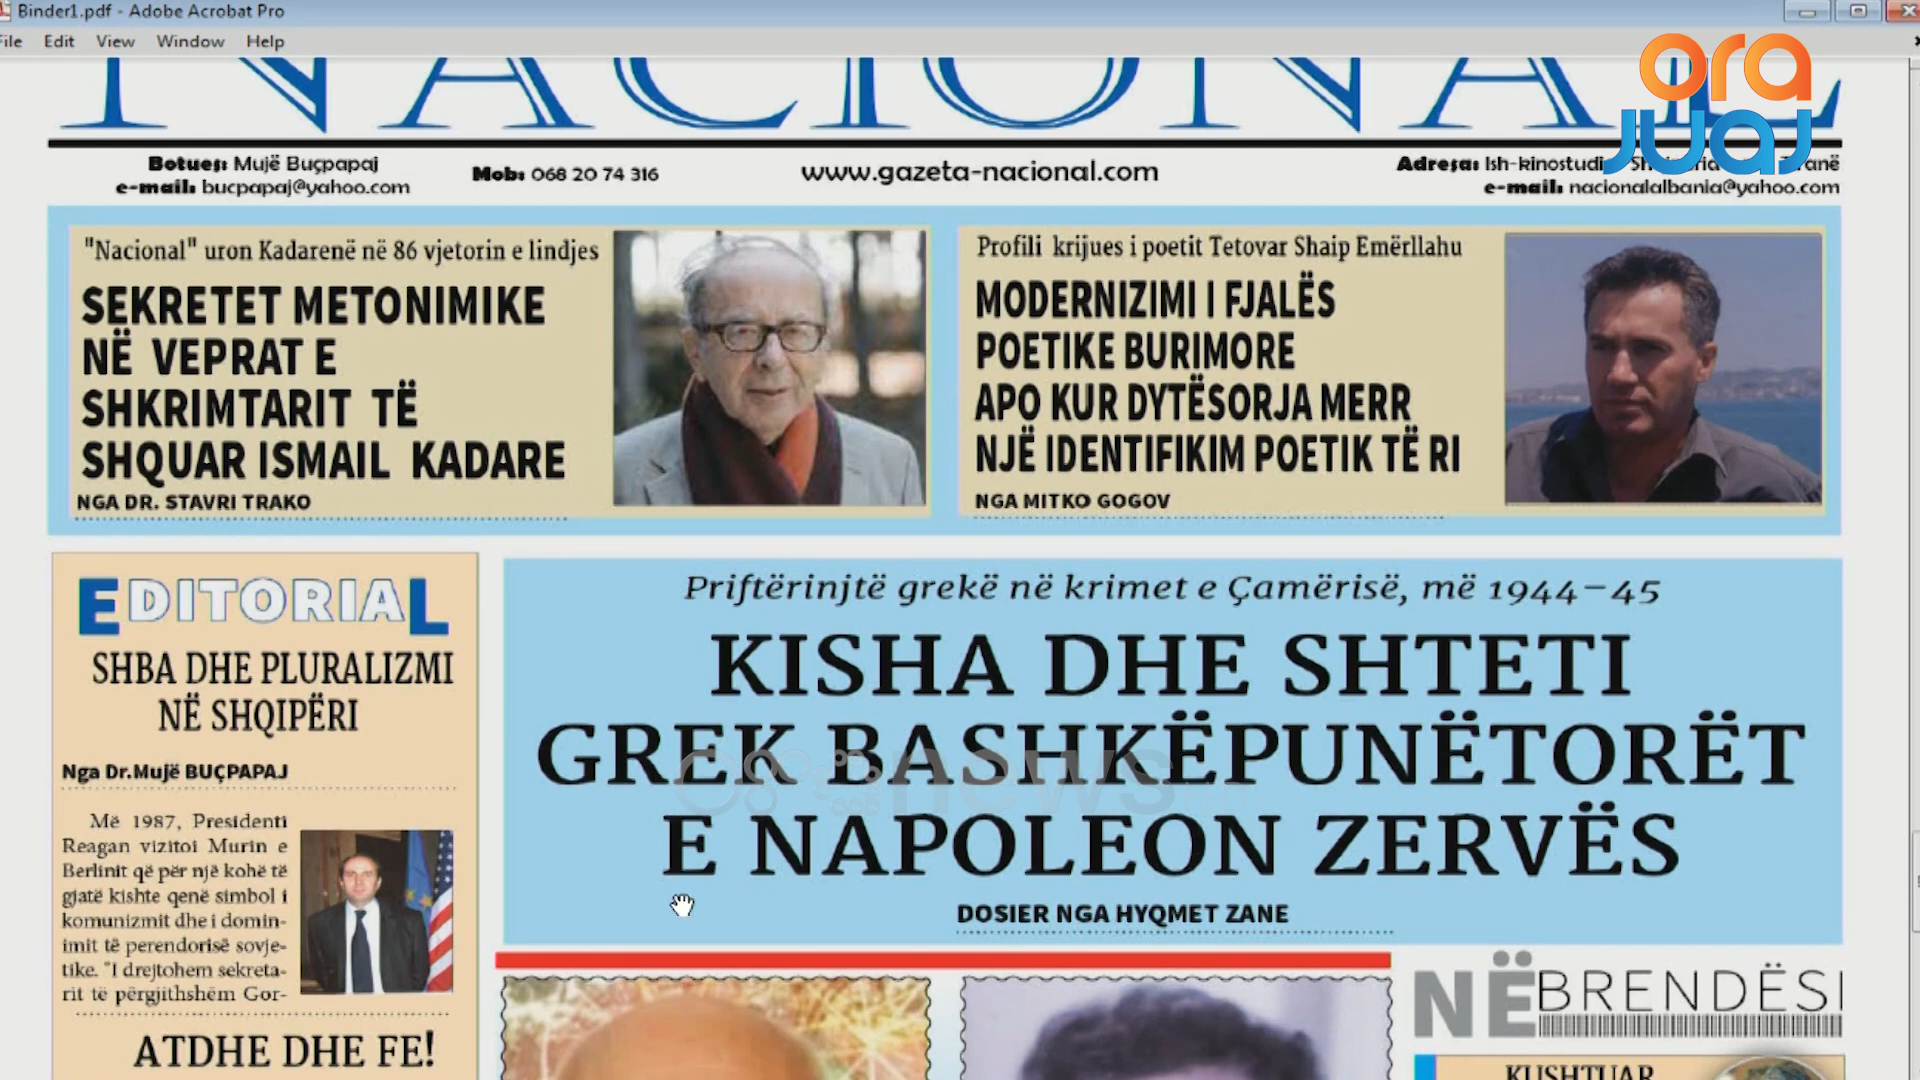 Binder1.pdf - Adobe Acrobat Pro
File Edit View Window Help
ora
juaj
NACIONAL
Botues: Mujë Buçpapaj
e-mail: bucpapaj@yahoo.com
Mob: 068 20 74 316
www.gazeta-nacional.com
Adresa: Ish-kinostudi
e-mail: nacionalalbania@yahoo.com
"Nacional" uron Kadarenë në 86 vjetorin e lindjes
SEKRETET METONIMIKE
NË VEPRAT E
SHKRIMTARIT TË
SHQUAR ISMAIL KADARE
NGA DR. STAVRI TRAKO
Profili krijues i poetit Tetovar Shaip Emërllahu
MODERNIZIMI I FJALËS
POETIKE BURIMORE
APO KUR DYTËSORJA MERR
NJË IDENTIFIKIM POETIK TË RI
NGA MITKO GOGOV
EDITORIAL
SHBA DHE PLURALIZMI
NË SHQIPËRI
Nga Dr.Mujë BUÇPAPAJ
Më 1987, Presidenti
Reagan vizitoi Murin e
Berlinit që për një kohë të
gjatë kishte qenë simbol i
komunizmit dhe i domin-
imit të perendorisë sovje-
tike. "I drejtohem sekreta-
rit të përgjithshëm Gor-
ATDHE DHE FE!
Priftërinjtë grekë në krimet e Çamërisë, më 1944-45
KISHA DHE SHTETI
GREK BASHKËPUNËTORËT
E NAPOLEON ZERVËS
DOSIER NGA HYQMET ZANE
news
NË BRENDËSI
KUSHTUAR